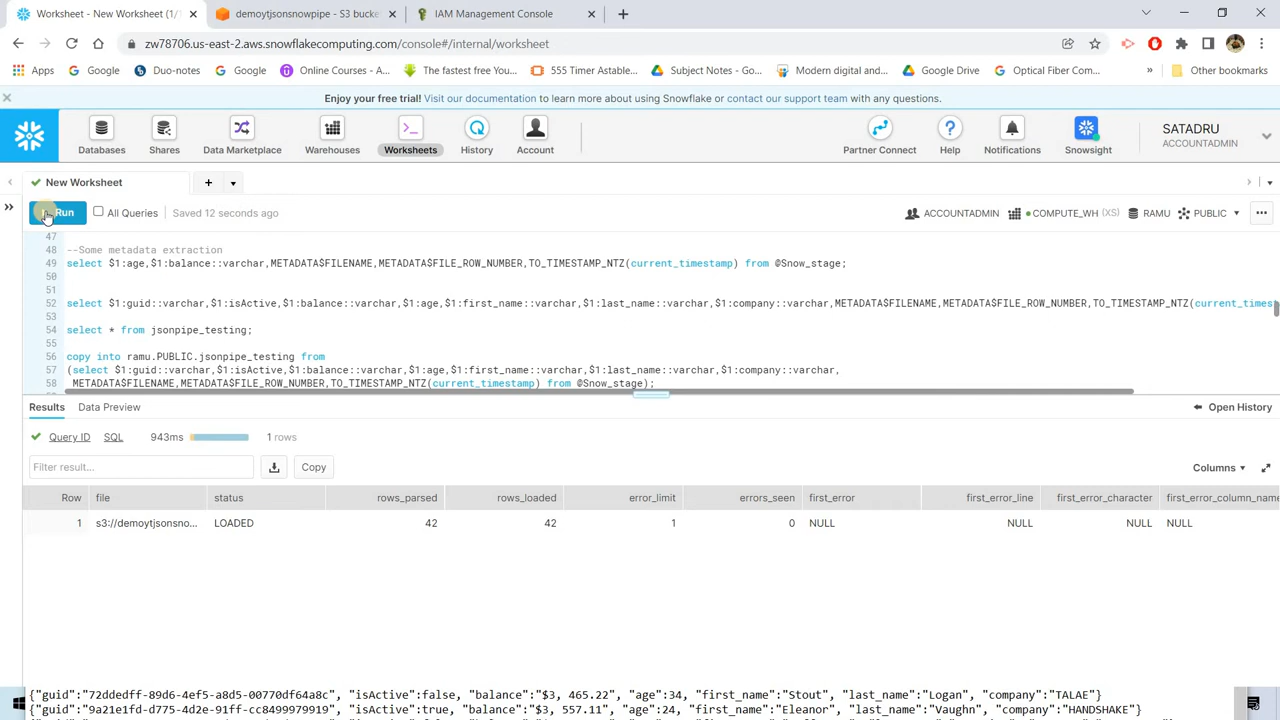 Worksheet - New Worksheet (1/
demoytjsonsnowpipe - S3 bucke
IAM Management Console
zw78706.us-east-2.aws.snowflakecomputing.com/console#/internal/worksheet
Apps Google Duo-notes Google Online Courses - A... The fastest free You... 555 Timer Astable... Subject Notes - Goo... Modern digital and... Google Drive Optical Fiber Com... » Other bookmarks
Enjoy your free trial! Visit our documentation to learn more about using Snowflake or contact our support team with any questions.
Databases Shares Data Marketplace Warehouses Worksheets History Account Partner Connect Help Notifications Snowsight
SATADRU
ACCOUNTADMIN
New Worksheet
Run All Queries Saved 12 seconds ago ACCOUNTADMIN COMPUTE_WH (XS) RAMU PUBLIC
47
48 --Some metadata extraction
49 select $1:age,$1:balance::varchar,METADATA$FILENAME,METADATA$FILE_ROW_NUMBER,TO_TIMESTAMP_NTZ(current_timestamp) from @Snow_stage;
50
51
52 select $1:guid::varchar,$1:isActive,$1:balance::varchar,$1:age,$1:first_name::varchar,$1:last_name::varchar,$1:company::varchar,METADATA$FILENAME,METADATA$FILE_ROW_NUMBER,TO_TIMESTAMP_NTZ(current_times
53
54 select * from jsonpipe_testing;
55
56 copy into ramu.PUBLIC.jsonpipe_testing from
57 (select $1:guid::varchar,$1:isActive,$1:balance::varchar,$1:age,$1:first_name::varchar,$1:last_name::varchar,$1:company::varchar,
58 METADATA$FILENAME,METADATA$FILE_ROW_NUMBER,TO_TIMESTAMP_NTZ(current_timestamp) from @Snow_stage);
Results Data Preview Open History
Query ID SQL 943ms 1 rows
Filter result... Copy Columns
Row file status rows_parsed rows_loaded error_limit errors_seen first_error first_error_line first_error_character first_error_column_name
1 s3://demoytjsonsno... LOADED 42 42 1 0 NULL NULL NULL NULL
{"guid":"72ddedff-89d6-4ef5-a8d5-00770df64a8c", "isActive":false, "balance":"$3, 465.22", "age":34, "first_name":"Stout", "last_name":"Logan", "company":"TALAE"}
{"guid":"9a21e1fd-d775-4d2e-91ff-cc8499979919", "isActive":true, "balance":"$3, 557.11", "age":24, "first_name":"Eleanor", "last_name":"Vaughn", "company":"HANDSHAKE"}